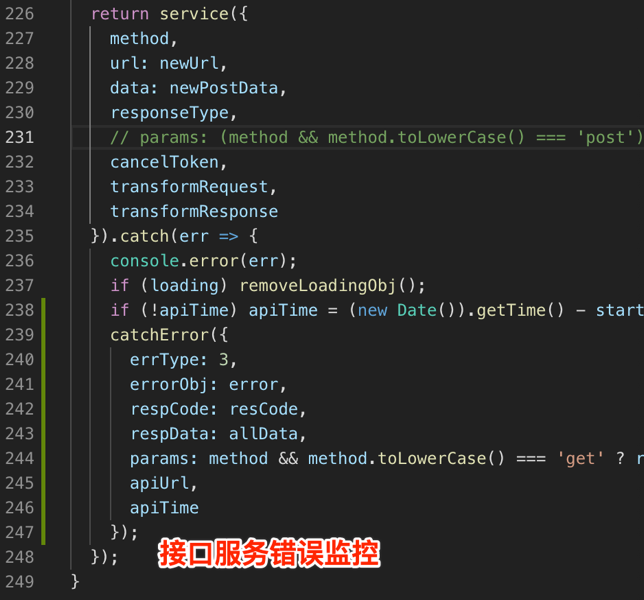 226 return service({
227 method,
228 url: newUrl,
229 data: newPostData,
230 responseType,
231 // params: (method && method.toLowerCase() === 'post')
232 cancelToken,
233 transformRequest,
234 transformResponse
235 }).catch(err => {
236 console.error(err);
237 if (loading) removeLoadingObj();
238 if (!apiTime) apiTime = (new Date()).getTime() - start
239 catchError({
240 errType: 3,
241 errorObj: error,
242 respCode: resCode,
243 respData: allData,
244 params: method && method.toLowerCase() === 'get' ? r
245 apiUrl,
246 apiTime
247 });
248 }); 接口服务错误监控
249 }